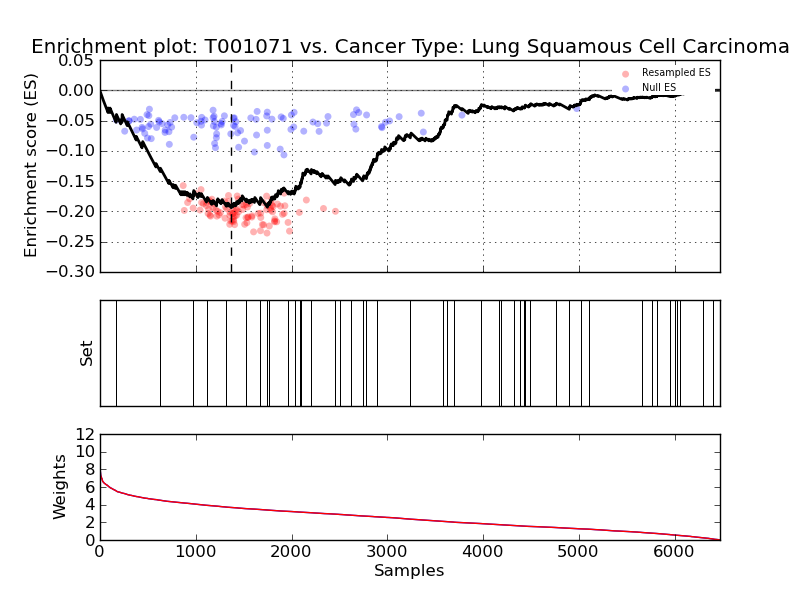 Enrichment plot: T001071 vs. Cancer Type: Lung Squamous Cell Carcinoma
Enrichment score (ES)
0.05
0.00
−0.05
−0.10
−0.15
−0.20
−0.25
−0.30
Resampled ES
Null ES
Set
Weights
12
10
8
6
4
2
0
0 1000 2000 3000 4000 5000 6000
Samples